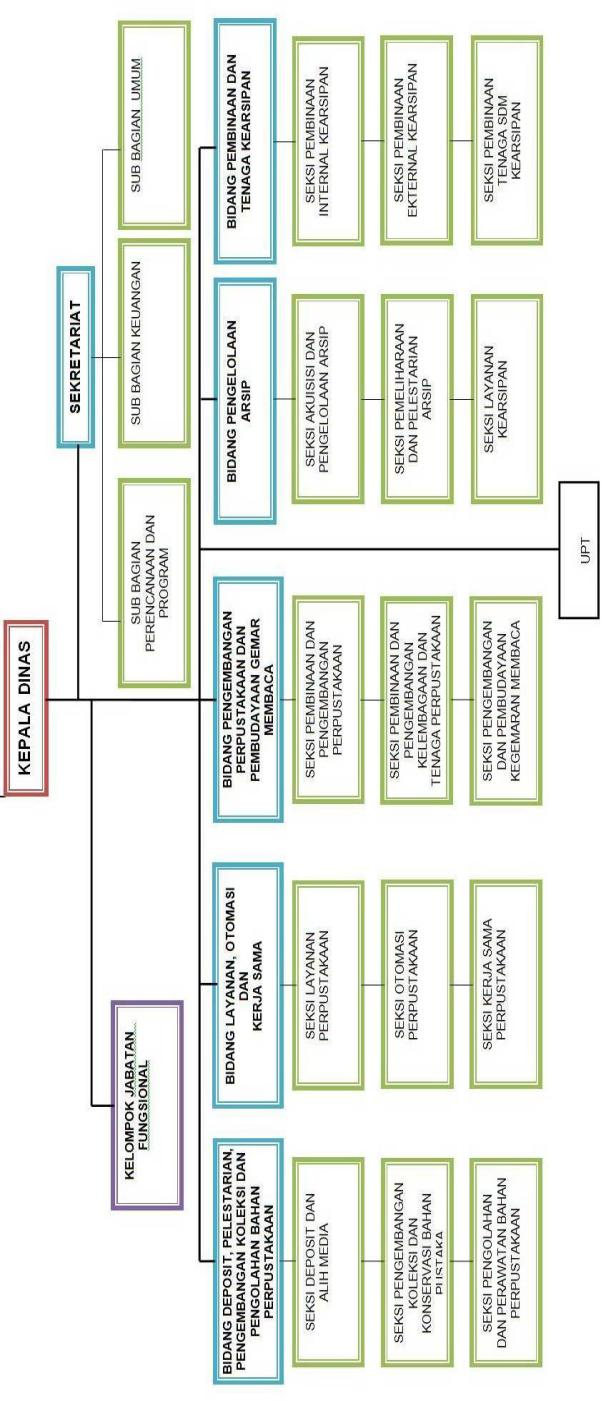 KEPALA DINAS
SEKRETARIAT
KELOMPOK JABATAN
FUNGSIONAL
SUB BAGIAN
PERENCANAAN DAN
PROGRAM
SUB BAGIAN KEUANGAN
SUB BAGIAN UMUM
BIDANG DEPOSIT, PELESTARIAN,
PENGEMBANGAN KOLEKSI DAN
PENGOLAHAN BAHAN
PERPUSTAKAAN
SEKSI DEPOSIT DAN
ALIH MEDIA
SEKSI PENGEMBANGAN
KOLEKSI DAN
KONSERVASI BAHAN
PUSTAKA
SEKSI PENGOLAHAN
DAN PERAWATAN BAHAN
PERPUSTAKAAN
BIDANG LAYANAN, OTOMASI
DAN
KERJA SAMA
SEKSI LAYANAN
PERPUSTAKAAN
SEKSI OTOMASI
PERPUSTAKAAN
SEKSI KERJA SAMA
PERPUSTAKAAN
BIDANG PENGEMBANGAN
PERPUSTAKAAN DAN
PEMBUDAYAAN GEMAR
MEMBACA
SEKSI PEMBINAAN DAN
PENGEMBANGAN
PERPUSTAKAAN
SEKSI PEMBINAAN DAN
PENGEMBANGAN
KELEMBAGAAN DAN
TENAGA PERPUSTAKAAN
SEKSI PENGEMBANGAN
DAN PEMBUDAYAAN
KEGEMARAN MEMBACA
BIDANG PENGELOLAAN
ARSIP
SEKSI AKUISISI DAN
PENGELOLAAN ARSIP
SEKSI PEMELIHARAAN
DAN PELESTARIAN
ARSIP
SEKSI LAYANAN
KEARSIPAN
BIDANG PEMBINAAN DAN
TENAGA KEARSIPAN
SEKSI PEMBINAAN
INTERNAL KEARSIPAN
SEKSI PEMBINAAN
EKTERNAL KEARSIPAN
SEKSI PEMBINAAN
TENAGA SDM
KEARSIPAN
UPT